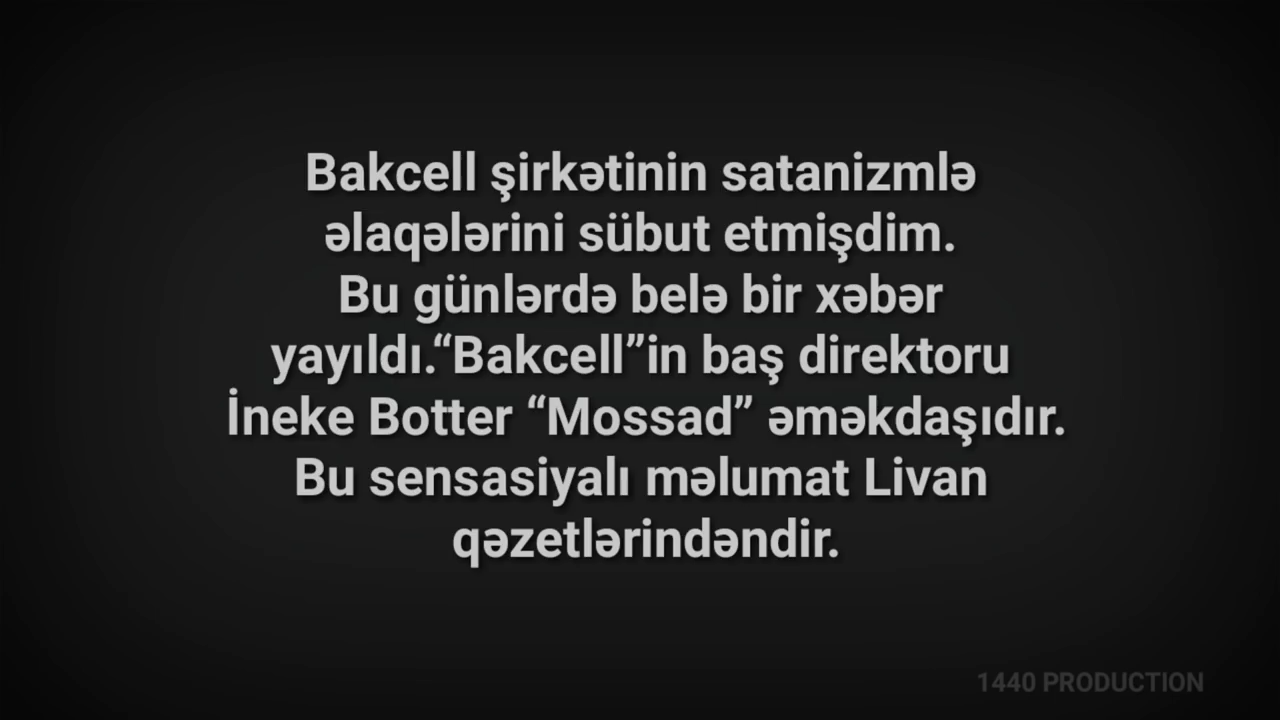 Bakcell şirkətinin satanizmlə
əlaqələrini sübut etmişdim.
Bu günlərdə belə bir xəbər
yayıldı.“Bakcell”in baş direktoru
İneke Botter “Mossad” əməkdaşıdır.
Bu sensasiyalı məlumat Livan
qəzetlərindəndir.
1440 PRODUCTION